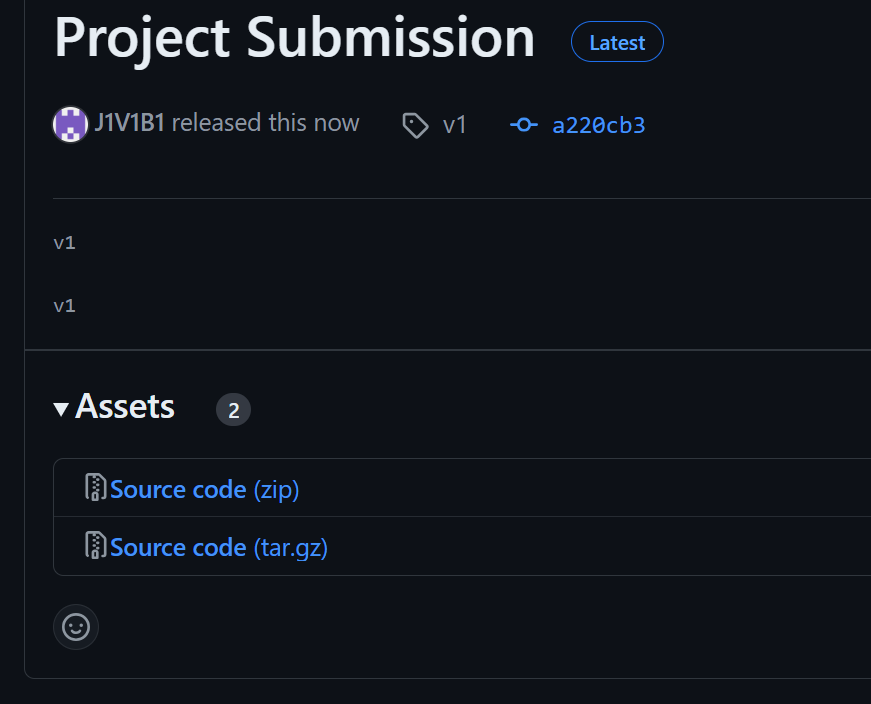 Project Submission Latest
J1V1B1 released this now v1 a220cb3
v1
v1
Assets 2
Source code (zip)
Source code (tar.gz)